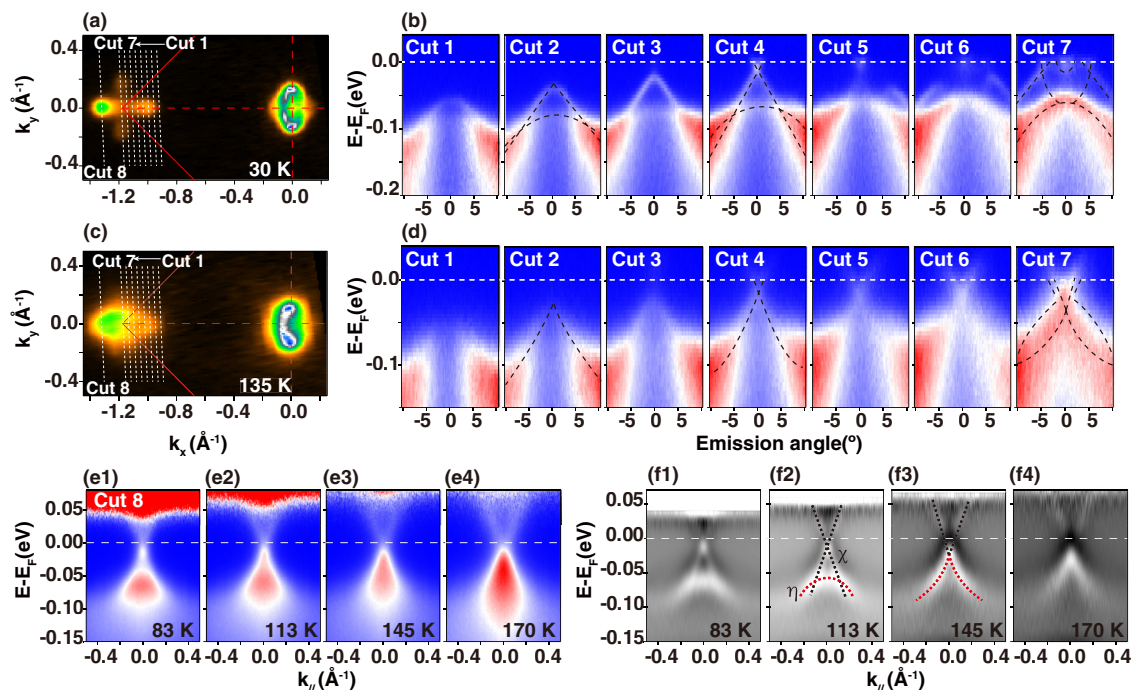 (a)
Cut 7 Cut 1
Cut 8
30 K
k_y (Å⁻¹)
0.4
0.0
-0.4
-1.2 -0.8 -0.4 0.0
(b)
Cut 1 Cut 2 Cut 3 Cut 4 Cut 5 Cut 6 Cut 7
E-E_F(eV)
0.0
-0.1
-0.2
-5 0 5 -5 0 5 -5 0 5 -5 0 5 -5 0 5 -5 0 5 -5 0 5
(c)
Cut 7 Cut 1
Cut 8
135 K
k_y (Å⁻¹)
0.4
0.0
-0.4
-1.2 -0.8 -0.4 0.0
k_x (Å⁻¹)
(d)
Cut 1 Cut 2 Cut 3 Cut 4 Cut 5 Cut 6 Cut 7
E-E_F(eV)
0.0
-0.1
-5 0 5 -5 0 5 -5 0 5 -5 0 5 -5 0 5 -5 0 5 -5 0 5
Emission angle(°)
(e1) (e2) (e3) (e4)
Cut 8
E-E_F(eV)
0.05
0.00
-0.05
-0.10
-0.15
83 K 113 K 145 K 170 K
-0.4 0.0 0.4 -0.4 0.0 0.4 -0.4 0.0 0.4 -0.4 0.0 0.4
k_// (Å⁻¹)
(f1) (f2) (f3) (f4)
E-E_F(eV)
0.05
0.00
-0.05
-0.10
-0.15
χ
η
83 K 113 K 145 K 170 K
-0.4 0.0 0.4 -0.4 0.0 0.4 -0.4 0.0 0.4 -0.4 0.0 0.4
k_// (Å⁻¹)